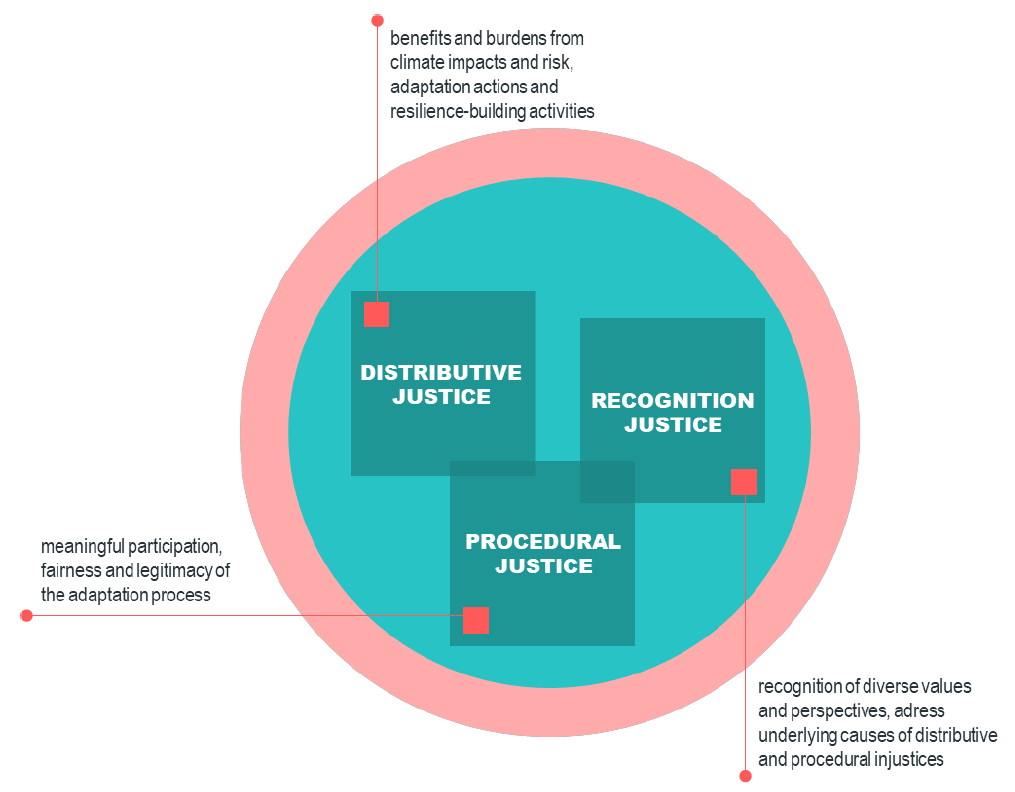 benefits and burdens from
climate impacts and risk,
adaptation actions and
resilience-building activities
DISTRIBUTIVE
JUSTICE
RECOGNITION
JUSTICE
PROCEDURAL
JUSTICE
meaningful participation,
fairness and legitimacy of
the adaptation process
recognition of diverse values
and perspectives, adress
underlying causes of distributive
and procedural injustices